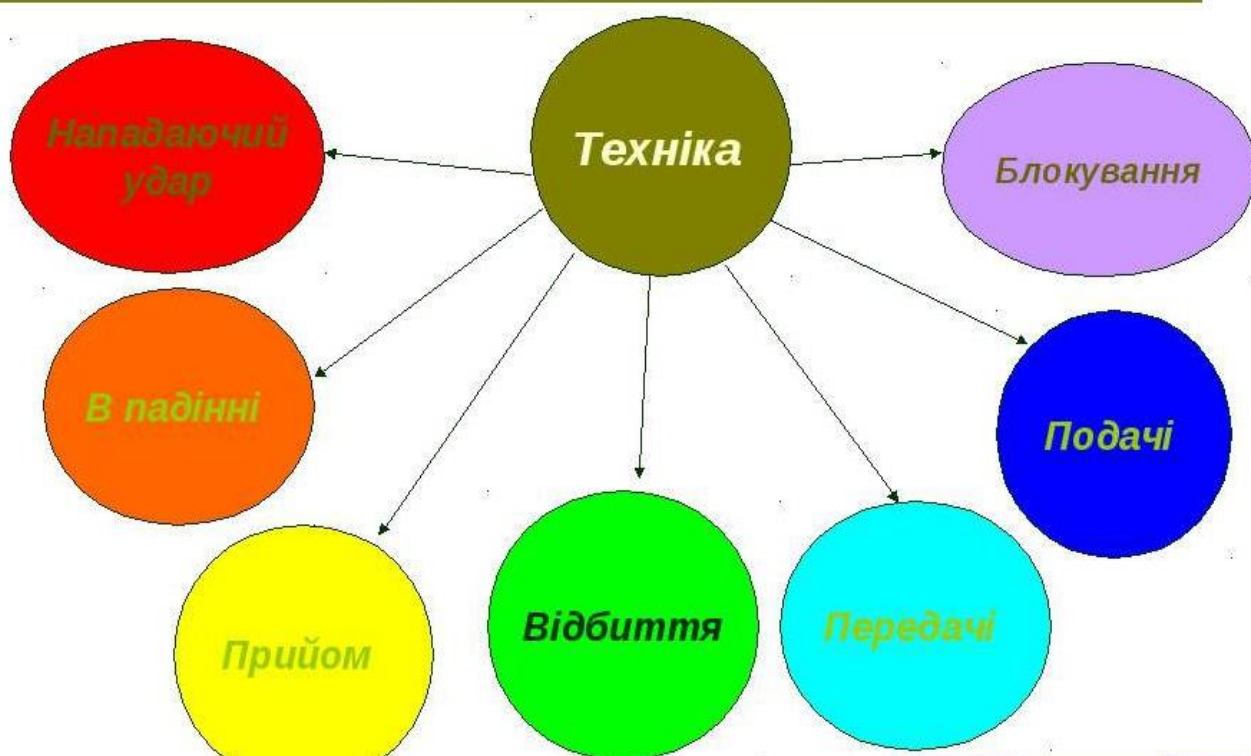 Техніка
Нападаючий
удар
Блокування
В падінні
Подачі
Прийом
Відбиття
Передачі